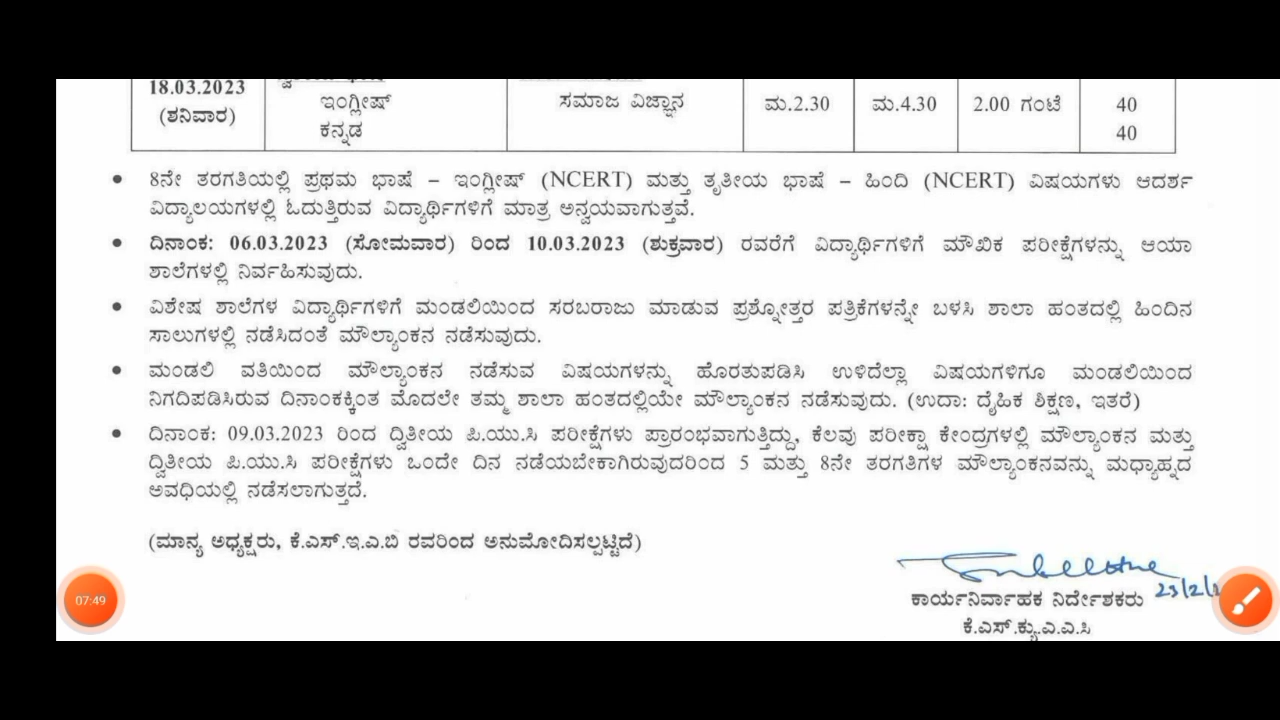 18.03.2023
(ಶನಿವಾರ)
ಇಂಗ್ಲೀಷ್
ಕನ್ನಡ
ಸಮಾಜ ವಿಜ್ಞಾನ
ಮ.2.30
ಮ.4.30
2.00 ಗಂಟೆ
40
40
• 8ನೇ ತರಗತಿಯಲ್ಲಿ ಪ್ರಥಮ ಭಾಷೆ – ಇಂಗ್ಲೀಷ್ (NCERT) ಮತ್ತು ತೃತೀಯ ಭಾಷೆ – ಹಿಂದಿ (NCERT) ವಿಷಯಗಳು ಆದರ್ಶ
ವಿದ್ಯಾಲಯಗಳಲ್ಲಿ ಓದುತ್ತಿರುವ ವಿದ್ಯಾರ್ಥಿಗಳಿಗೆ ಮಾತ್ರ ಅನ್ವಯವಾಗುತ್ತವೆ.
• ದಿನಾಂಕ: 06.03.2023 (ಸೋಮವಾರ) ರಿಂದ 10.03.2023 (ಶುಕ್ರವಾರ) ರವರೆಗೆ ವಿದ್ಯಾರ್ಥಿಗಳಿಗೆ ಮೌಖಿಕ ಪರೀಕ್ಷೆಗಳನ್ನು ಆಯಾ
ಶಾಲೆಗಳಲ್ಲಿ ನಿರ್ವಹಿಸುವುದು.
• ವಿಶೇಷ ಶಾಲೆಗಳ ವಿದ್ಯಾರ್ಥಿಗಳಿಗೆ ಮಂಡಲಿಯಿಂದ ಸರಬರಾಜು ಮಾಡುವ ಪ್ರಶ್ನೋತ್ತರ ಪತ್ರಿಕೆಗಳನ್ನೇ ಬಳಸಿ ಶಾಲಾ ಹಂತದಲ್ಲಿ ಹಿಂದಿನ
ಸಾಲುಗಳಲ್ಲಿ ನಡೆಸಿದಂತೆ ಮೌಲ್ಯಾಂಕನ ನಡೆಸುವುದು.
• ಮಂಡಲಿ ವತಿಯಿಂದ ಮೌಲ್ಯಾಂಕನ ನಡೆಸುವ ವಿಷಯಗಳನ್ನು ಹೊರತುಪಡಿಸಿ ಉಳಿದೆಲ್ಲಾ ವಿಷಯಗಳಿಗೂ ಮಂಡಲಿಯಿಂದ
ನಿಗದಿಪಡಿಸಿರುವ ದಿನಾಂಕಕ್ಕಿಂತ ಮೊದಲೇ ತಮ್ಮ ಶಾಲಾ ಹಂತದಲ್ಲಿಯೇ ಮೌಲ್ಯಾಂಕನ ನಡೆಸುವುದು. (ಉದಾ: ದೈಹಿಕ ಶಿಕ್ಷಣ, ಇತರೆ)
• ದಿನಾಂಕ: 09.03.2023 ರಿಂದ ದ್ವಿತೀಯ ಪಿ.ಯು.ಸಿ ಪರೀಕ್ಷೆಗಳು ಪ್ರಾರಂಭವಾಗುತ್ತಿದ್ದು, ಕೆಲವು ಪರೀಕ್ಷಾ ಕೇಂದ್ರಗಳಲ್ಲಿ ಮೌಲ್ಯಾಂಕನ ಮತ್ತು
ದ್ವಿತೀಯ ಪಿ.ಯು.ಸಿ ಪರೀಕ್ಷೆಗಳು ಒಂದೇ ದಿನ ನಡೆಯಬೇಕಾಗಿರುವುದರಿಂದ 5 ಮತ್ತು 8ನೇ ತರಗತಿಗಳ ಮೌಲ್ಯಾಂಕನವನ್ನು ಮಧ್ಯಾಹ್ನದ
ಅವಧಿಯಲ್ಲಿ ನಡೆಸಲಾಗುತ್ತದೆ.
(ಮಾನ್ಯ ಅಧ್ಯಕ್ಷರು, ಕೆ.ಎಸ್.ಇ.ಎ.ಬಿ ರವರಿಂದ ಅನುಮೋದಿಸಲ್ಪಟ್ಟಿದೆ)
23/2/
ಕಾರ್ಯನಿರ್ವಾಹಕ ನಿರ್ದೇಶಕರು
ಕೆ.ಎಸ್.ಕ್ಯು.ಎ.ಎ.ಸಿ
07:49